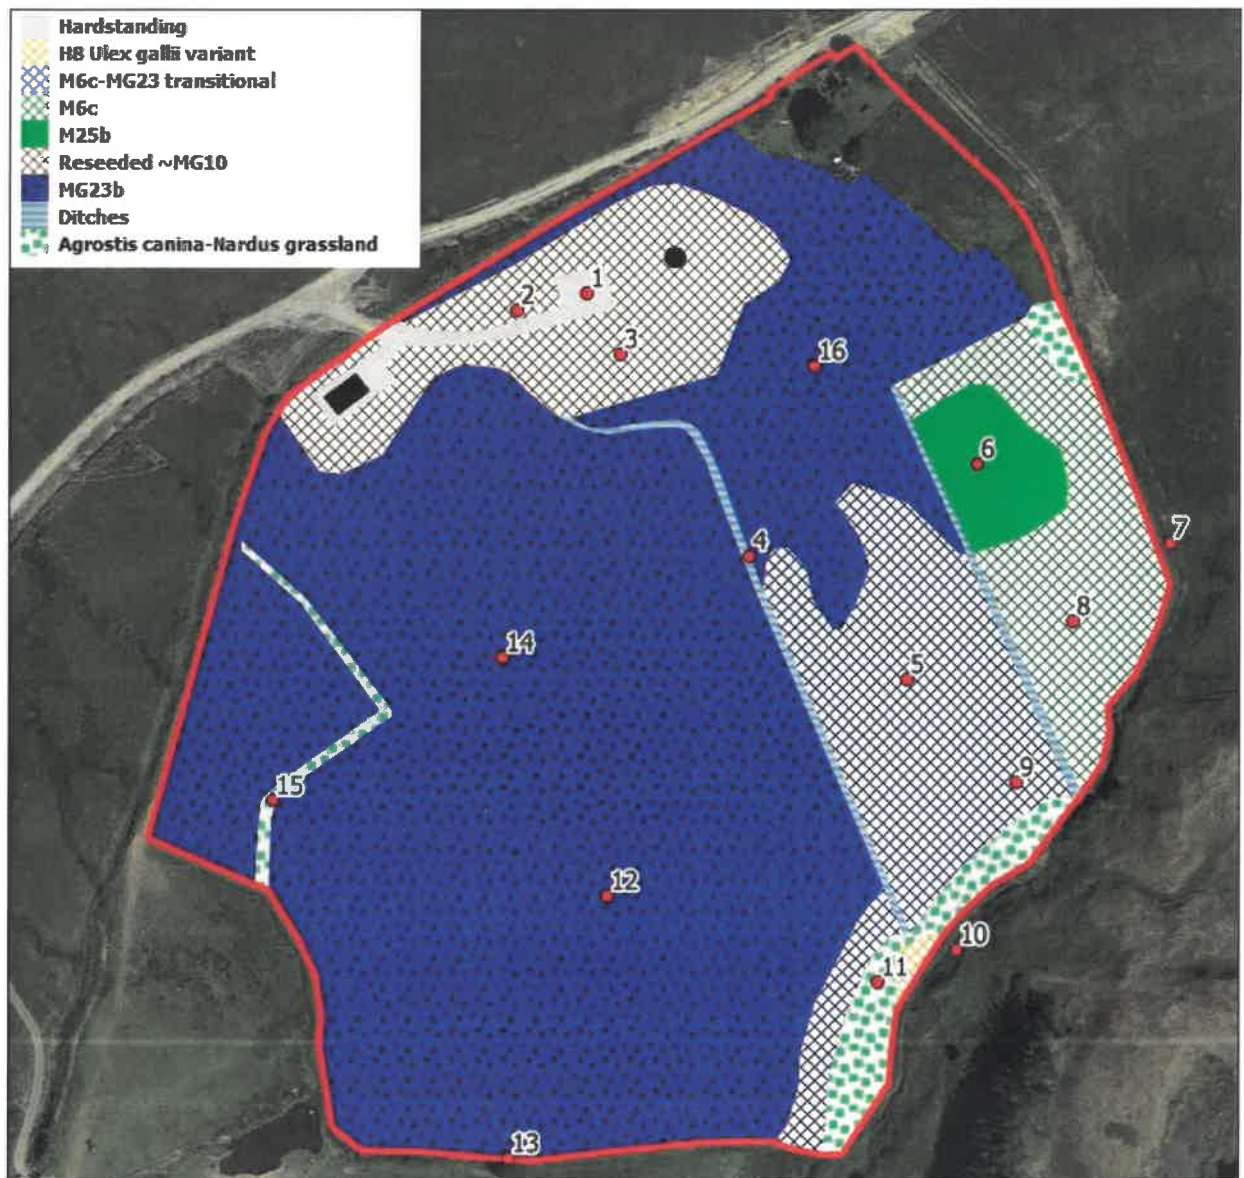 Hardstanding
H8 Ulex gallii variant
M6c-MG23 transitional
M6c
M25b
Reseeded ~MG10
MG23b
Ditches
Agrostis canina-Nardus grassland
1
2
3
16
6
4
7
8
14
5
9
15
12
10
11
13